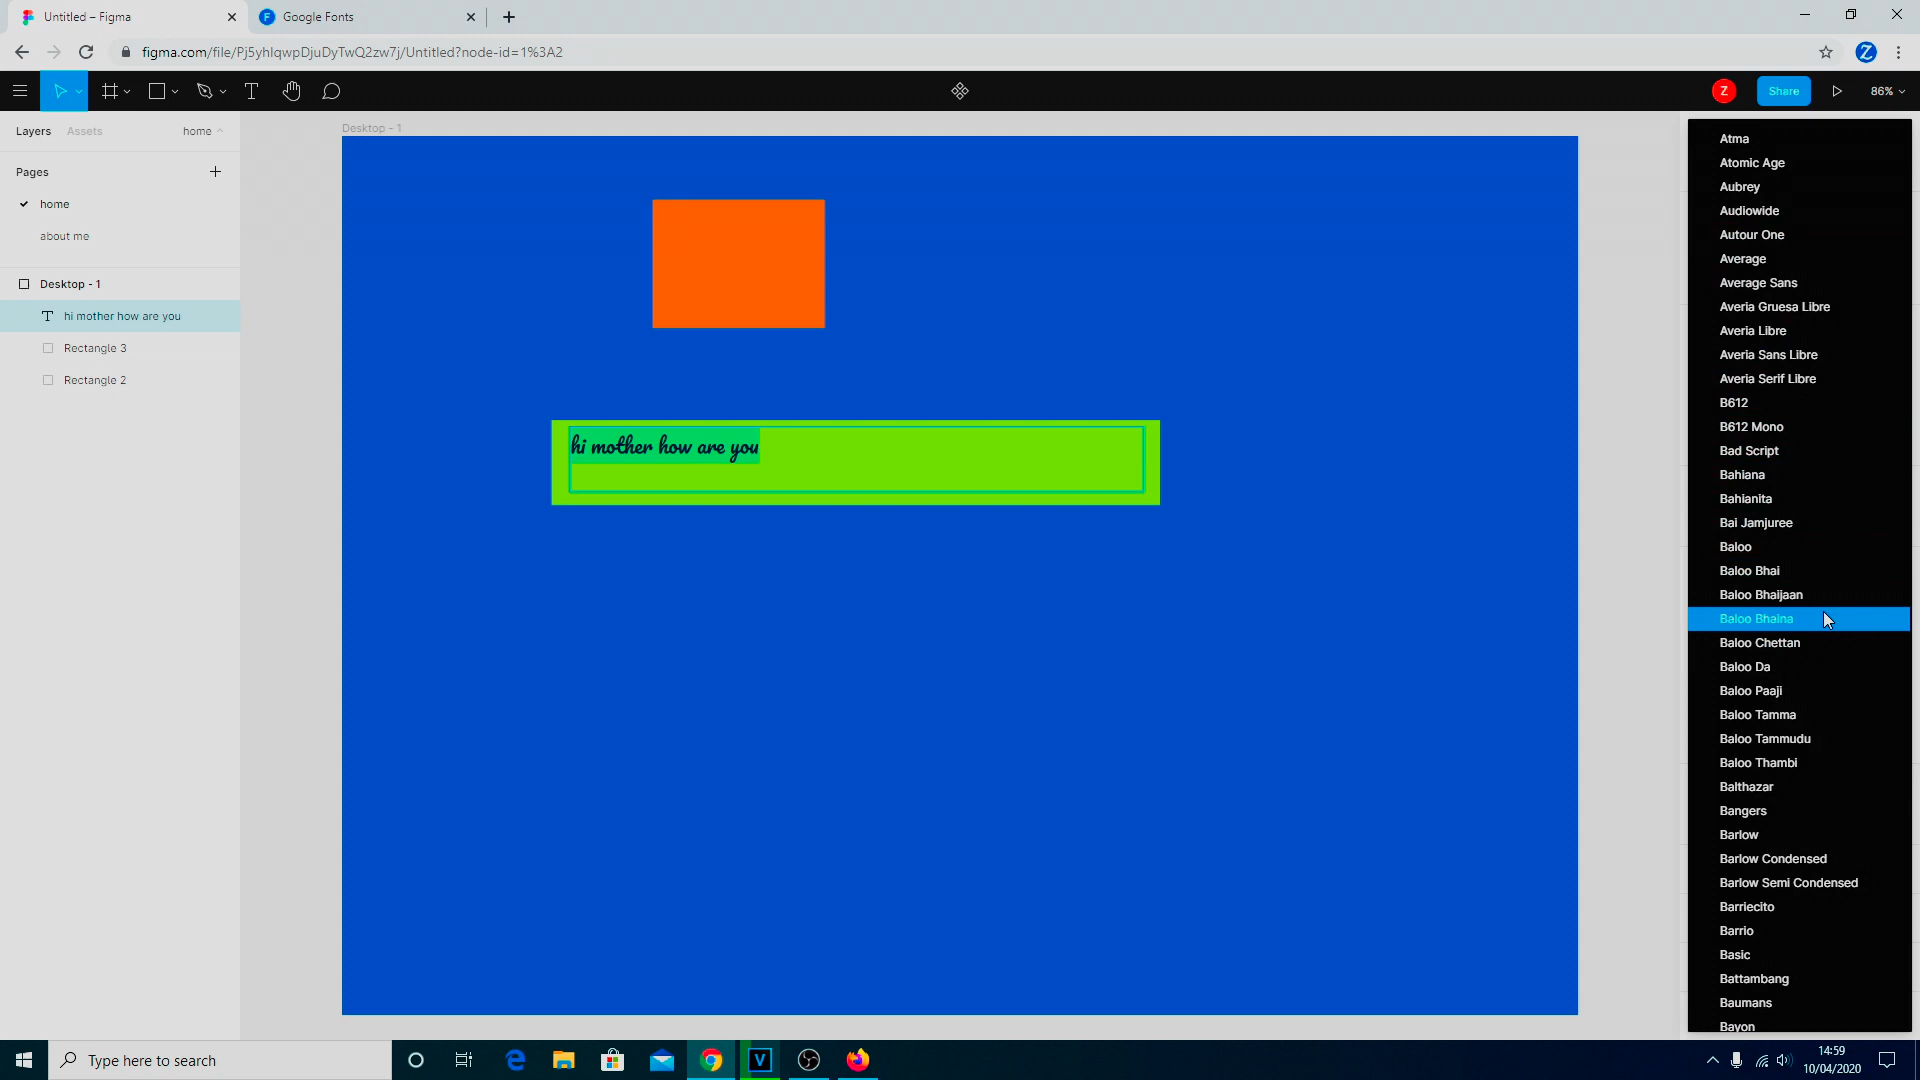 Untitled – Figma
Google Fonts
figma.com/file/Pj5yhIqwpDjuDyTwQ2zw7j/Untitled?node-id=1%3A2
Z
Share
86%
Layers
Assets
home
Pages
home
about me
Desktop - 1
hi mother how are you
Rectangle 3
Rectangle 2
Desktop - 1
hi mother how are you
Atma
Atomic Age
Aubrey
Audiowide
Autour One
Average
Average Sans
Averia Gruesa Libre
Averia Libre
Averia Sans Libre
Averia Serif Libre
B612
B612 Mono
Bad Script
Bahiana
Bahianita
Bai Jamjuree
Baloo
Baloo Bhai
Baloo Bhaijaan
Baloo Bhaina
Baloo Chettan
Baloo Da
Baloo Paaji
Baloo Tamma
Baloo Tammudu
Baloo Thambi
Balthazar
Bangers
Barlow
Barlow Condensed
Barlow Semi Condensed
Barriecito
Barrio
Basic
Battambang
Baumans
Bayon
Type here to search
14:59
10/04/2020